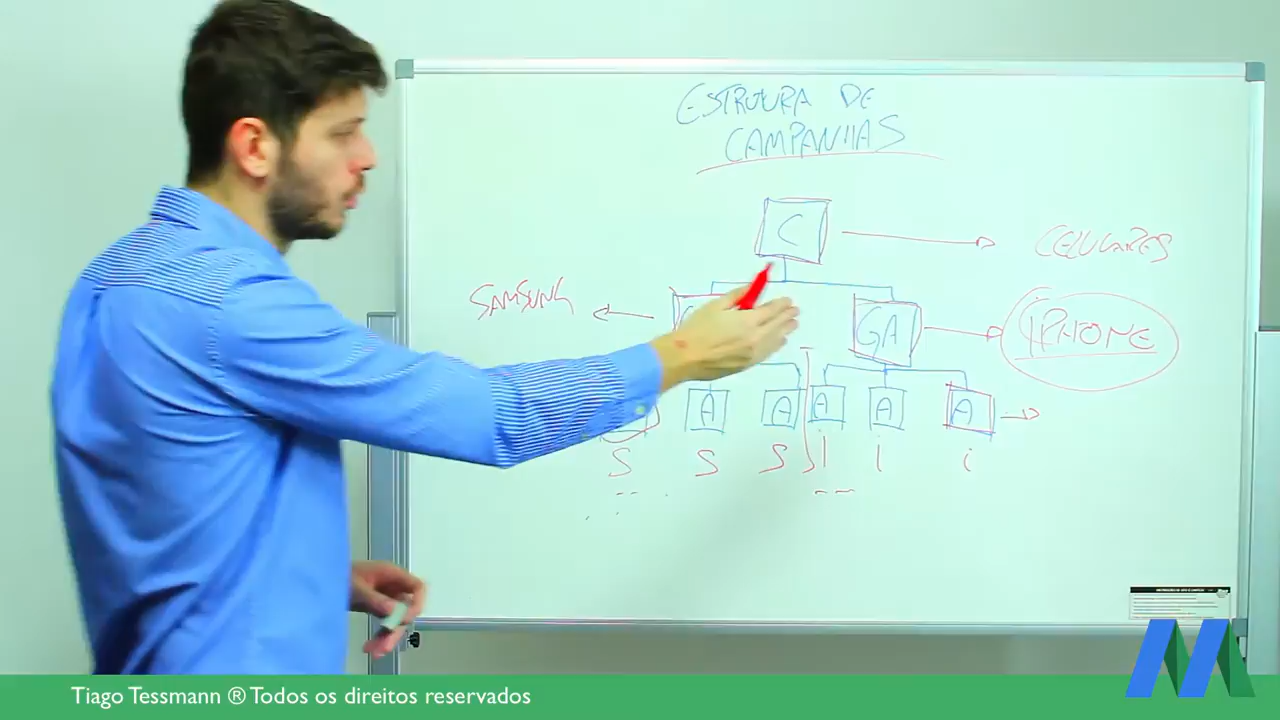 ESTRUTURA DE
CAMPANHAS
C
CELULARES
SAMSUNG
GA
IPHONE
A A A A A
S S S i i i
Tiago Tessmann ® Todos os direitos reservados